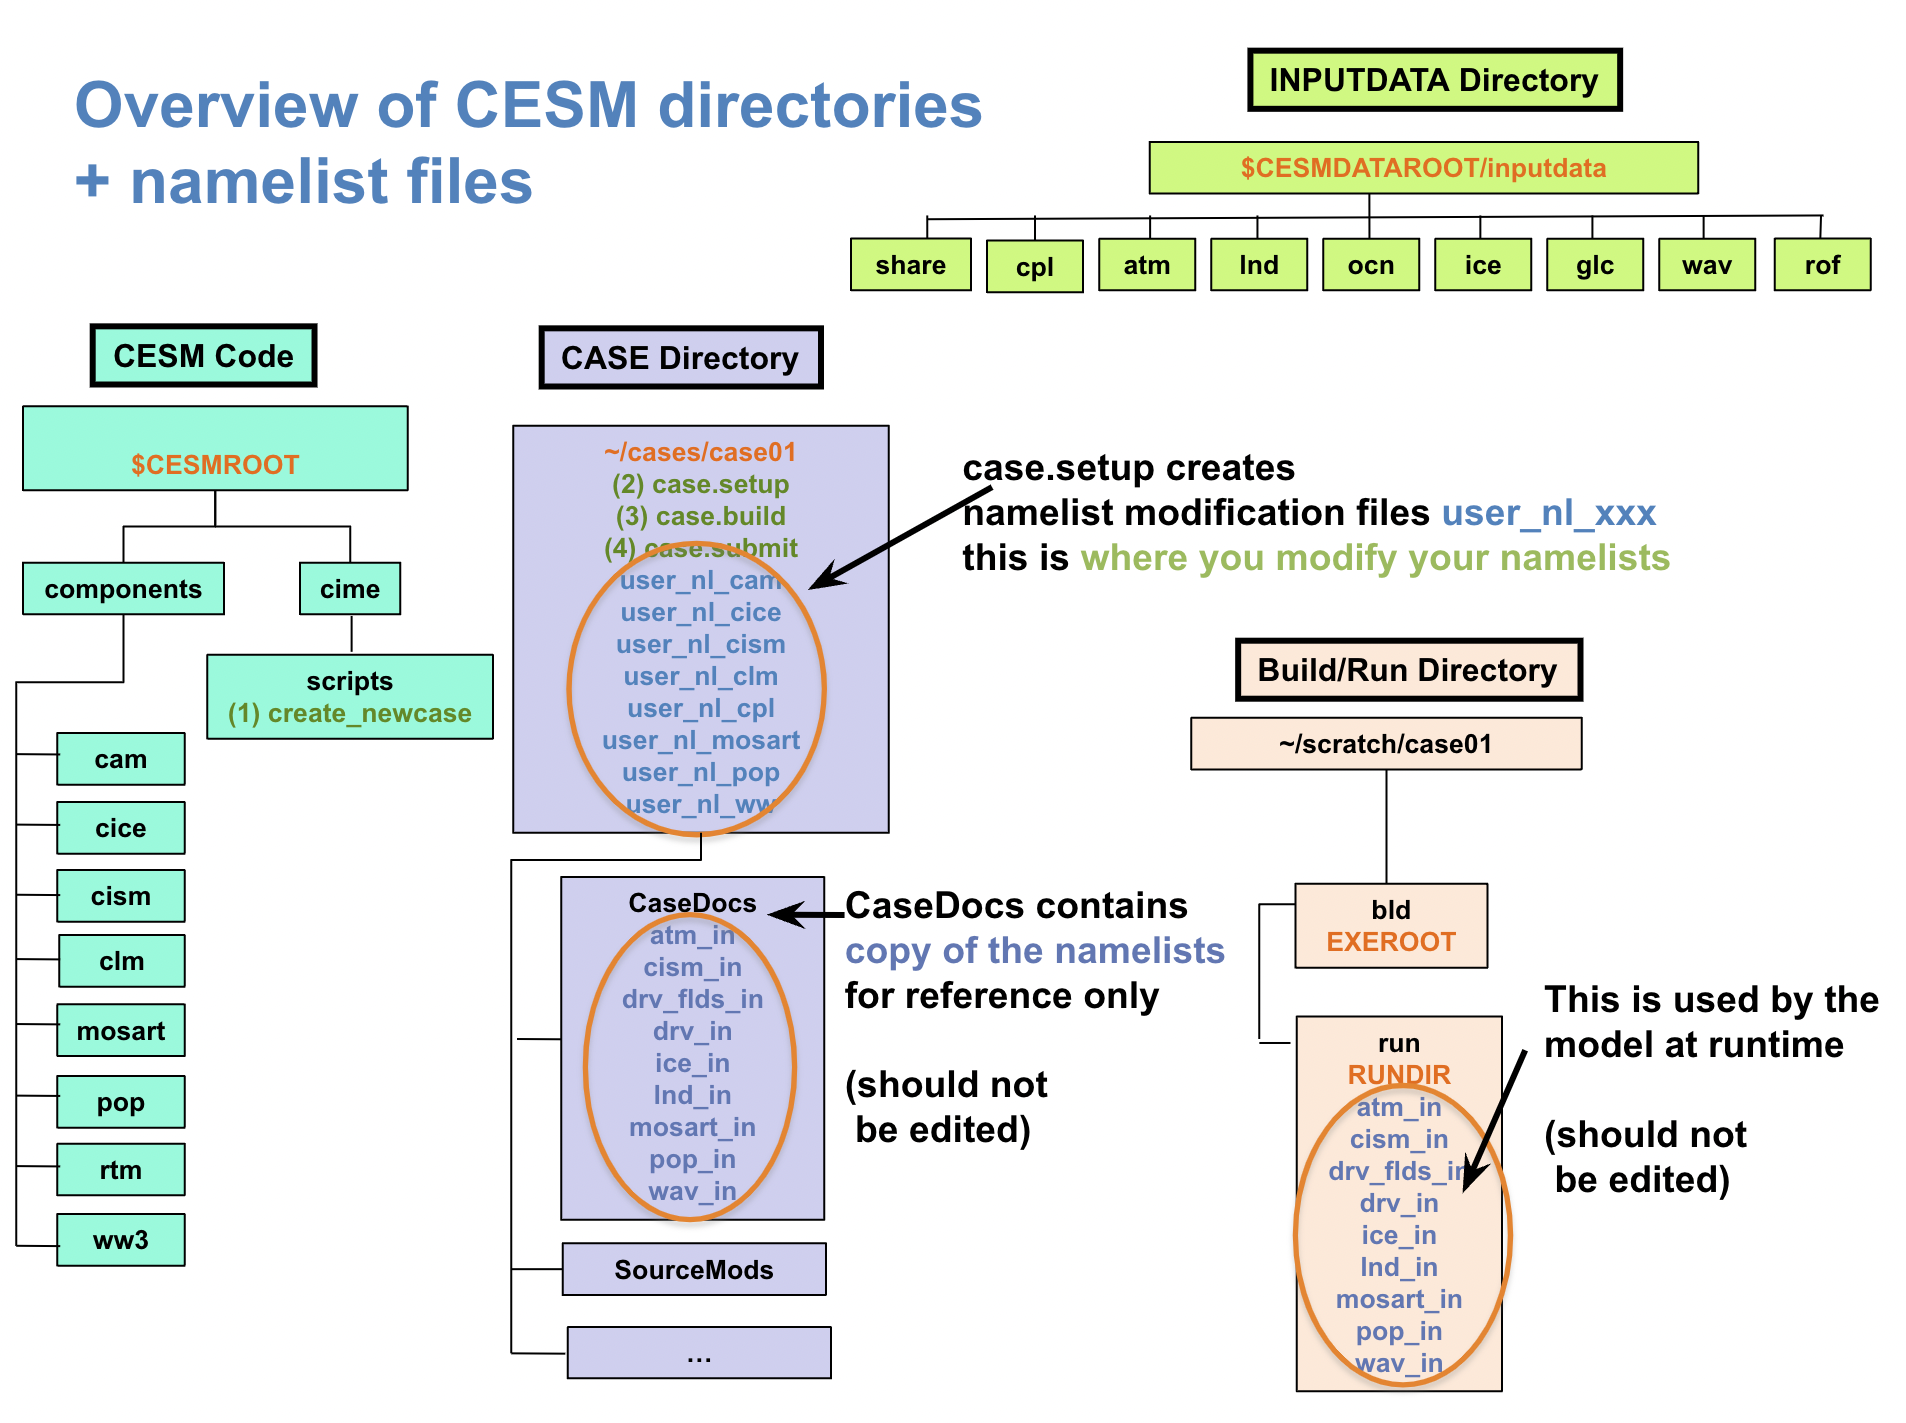 Overview of CESM directories
+ namelist files
INPUTDATA Directory
$CESMDATAROOT/inputdata
share
cpl
atm
lnd
ocn
ice
glc
wav
rof
CESM Code
$CESMROOT
components
cime
scripts
(1) create_newcase
cam
cice
cism
clm
mosart
pop
rtm
ww3
CASE Directory
~/cases/case01
(2) case.setup
(3) case.build
(4) case.submit
user_nl_cam
user_nl_cice
user_nl_cism
user_nl_clm
user_nl_cpl
user_nl_mosart
user_nl_pop
user_nl_ww
case.setup creates
namelist modification files user_nl_xxx
this is where you modify your namelists
CaseDocs
atm_in
cism_in
drv_flds_in
drv_in
ice_in
lnd_in
mosart_in
pop_in
wav_in
SourceMods
...
CaseDocs contains
copy of the namelists
for reference only
(should not
be edited)
Build/Run Directory
~/scratch/case01
bld
EXEROOT
run
RUNDIR
atm_in
cism_in
drv_flds_in
drv_in
ice_in
lnd_in
mosart_in
pop_in
wav_in
This is used by the
model at runtime
(should not
be edited)